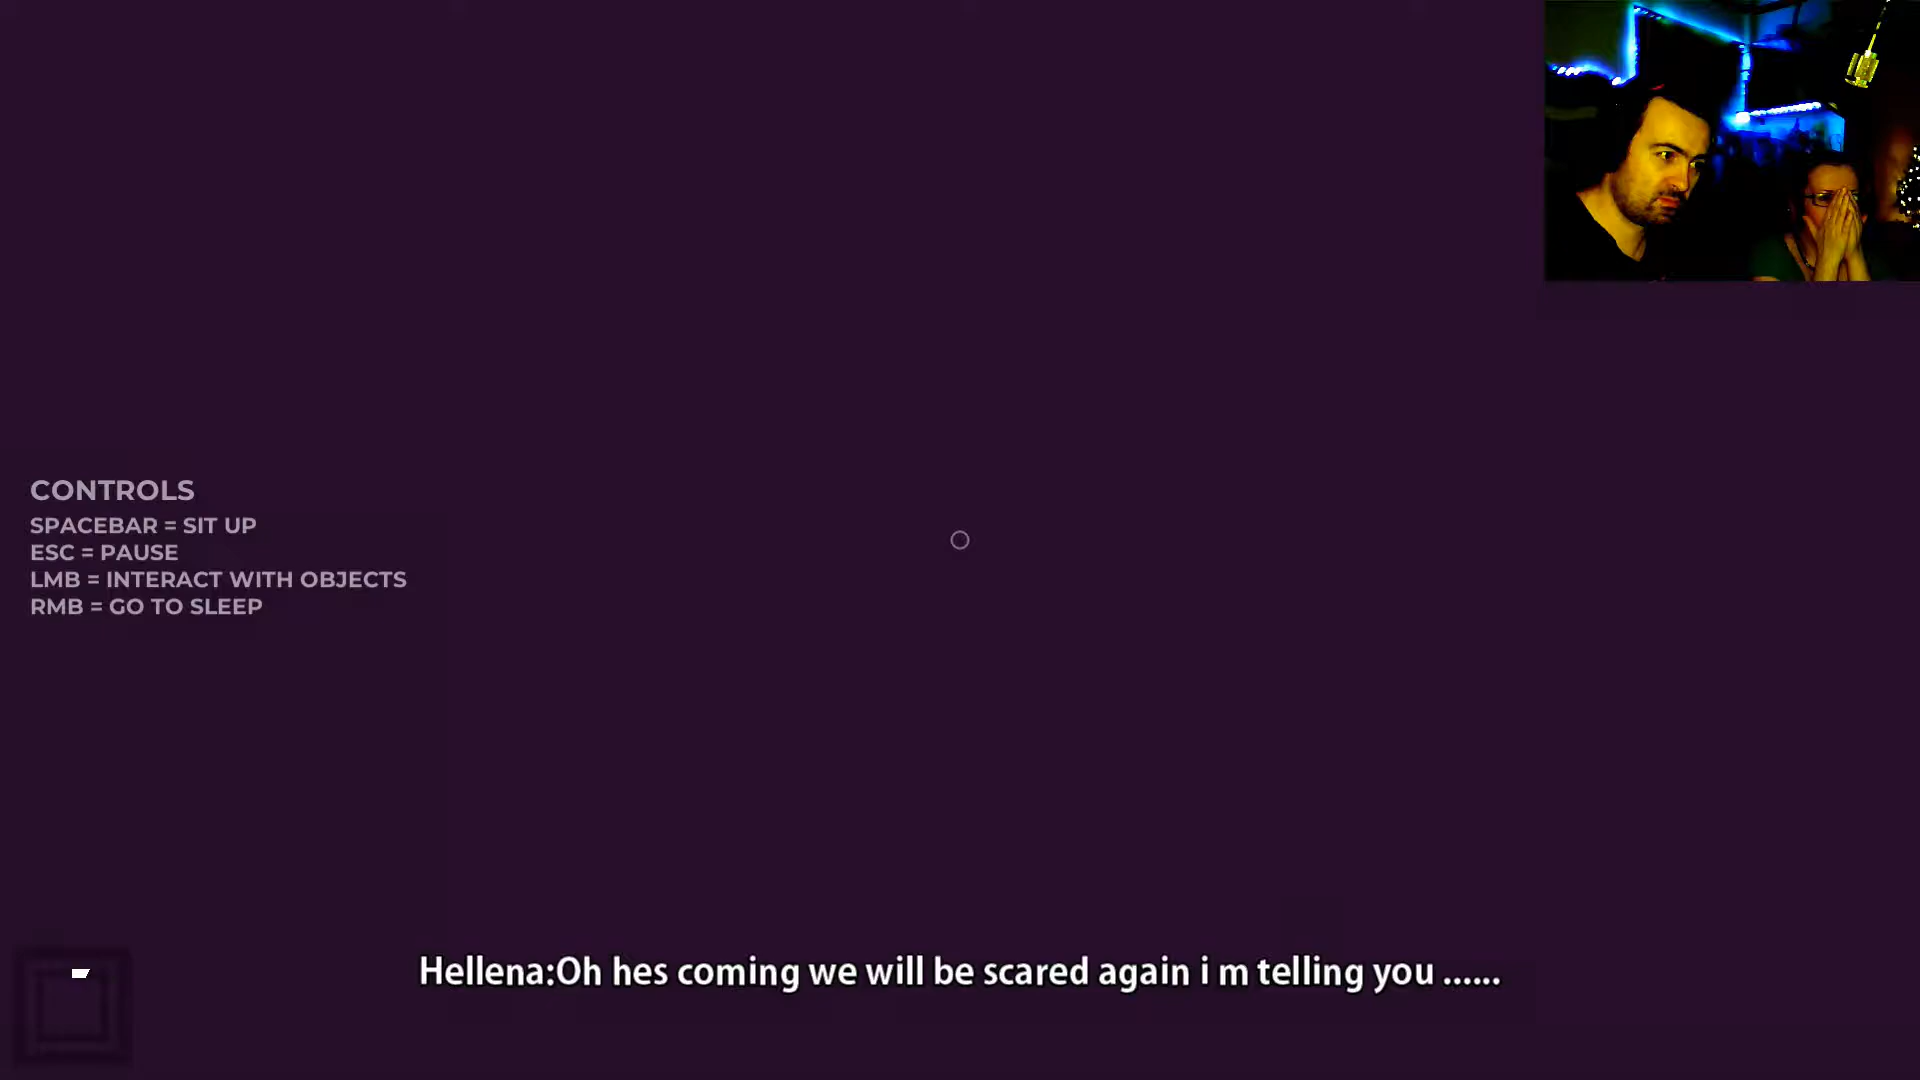 CONTROLS
SPACEBAR = SIT UP
ESC = PAUSE
LMB = INTERACT WITH OBJECTS
RMB = GO TO SLEEP
Hellena:Oh hes coming we will be scared again i m telling you ......